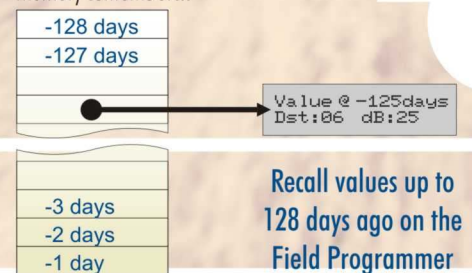 -128 days
-127 days
Value @ -125days
Dst:06 dB:25
-3 days
-2 days
-1 day
Recall values up to
128 days ago on the
Field Programmer